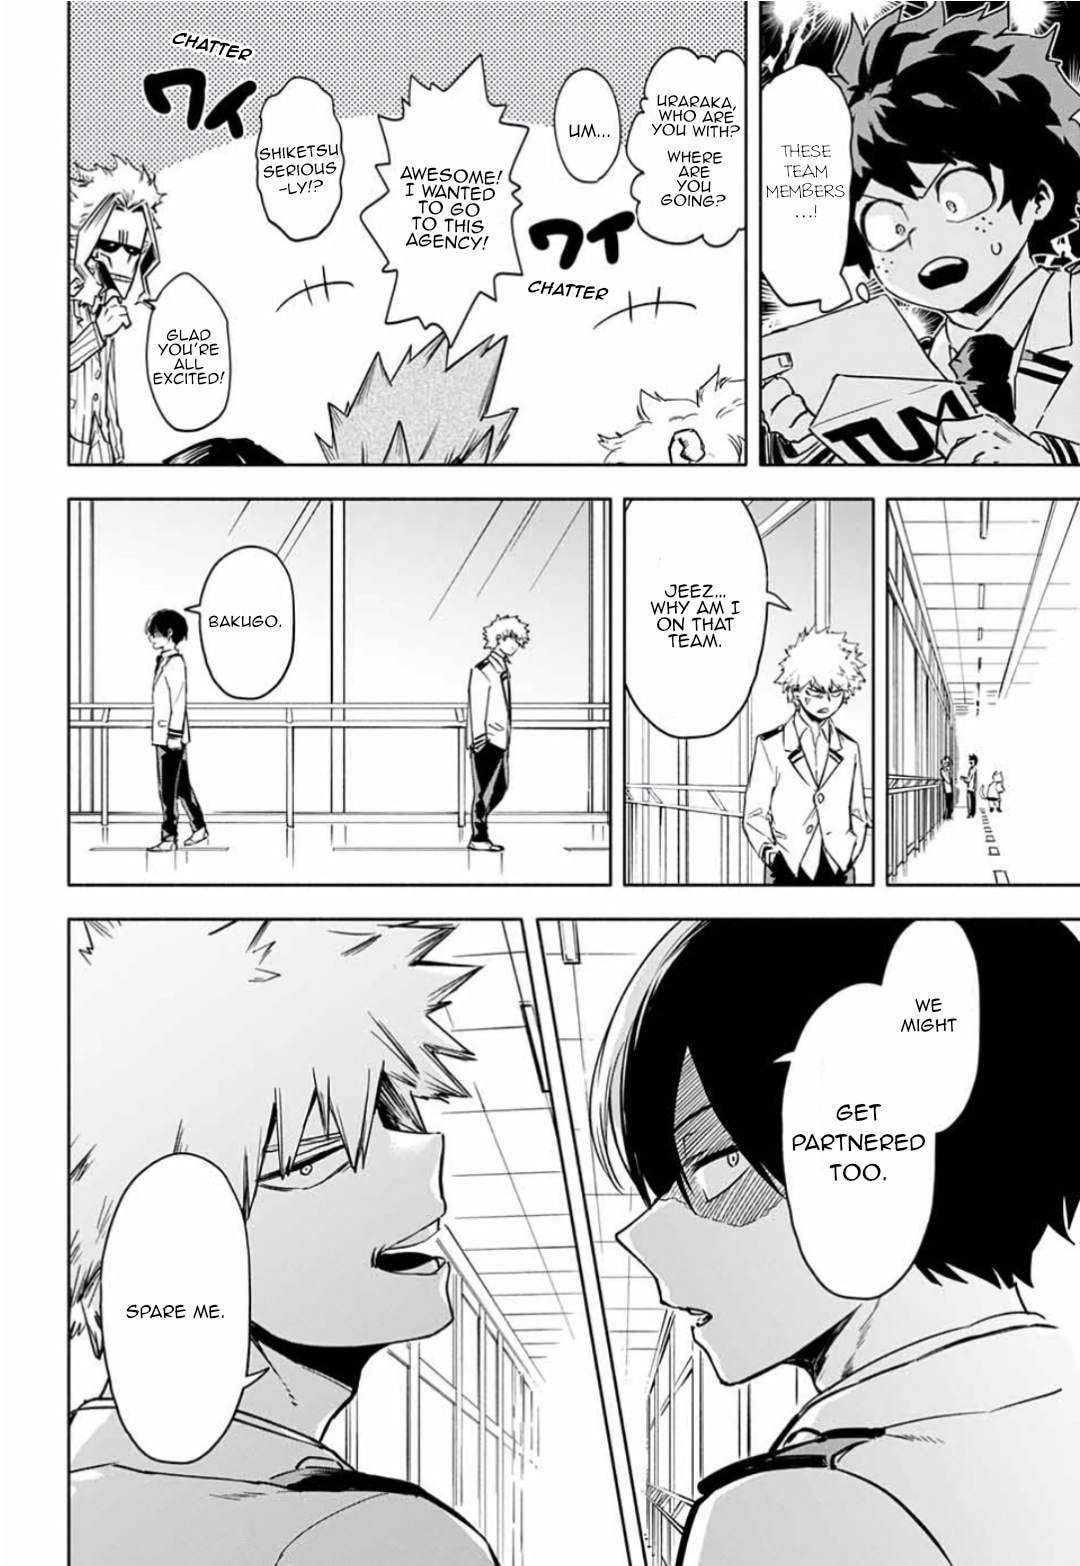 THESE
TEAM
MEMBERS
...!
TUM
URARAKA,
WHO ARE
YOU WITH?
WHERE
ARE
YOU
GOING?
UM...
AWESOME!
I WANTED
TO GO
TO THIS
AGENCY!
SHIKETSU
SERIOUS
-LY!?
CHATTER
ワイ
ワイ
CHATTER
GLAD
YOU'RE
ALL
EXCITED!
JEEZ...
WHY AM I
ON THAT
TEAM.
BAKUGO.
WE
MIGHT
GET
PARTNERED
TOO.
SPARE ME.